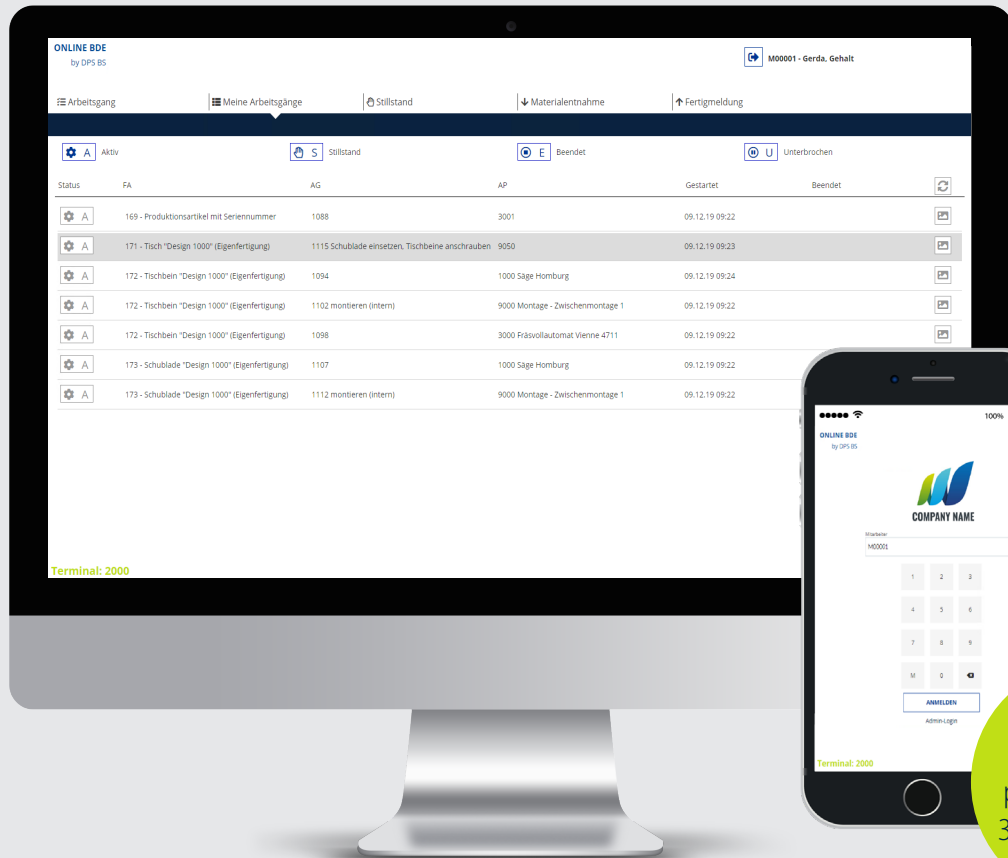 ONLINE BDE
by DPS BS
M00001 - Gerda, Gehalt
Arbeitsgang Meine Arbeitsgänge Stillstand Materialentnahme Fertigmeldung
A Aktiv S Stillstand E Beendet U Unterbrochen
Status FA AG AP Gestartet Beendet
A 169 - Produktionsartikel mit Seriennummer 1088 3001 09.12.19 09:22
A 171 - Tisch "Design 1000" (Eigenfertigung) 1115 Schublade einsetzen, Tischbeine anschrauben 9050 09.12.19 09:23
A 172 - Tischbein "Design 1000" (Eigenfertigung) 1094 1000 Säge Homburg 09.12.19 09:24
A 172 - Tischbein "Design 1000" (Eigenfertigung) 1102 montieren (intern) 9000 Montage - Zwischenmontage 1 09.12.19 09:22
A 172 - Tischbein "Design 1000" (Eigenfertigung) 1098 3000 Fräsvollautomat Vienne 4711 09.12.19 09:22
A 173 - Schublade "Design 1000" (Eigenfertigung) 1107 1000 Säge Homburg 09.12.19 09:22
A 173 - Schublade "Design 1000" (Eigenfertigung) 1112 montieren (intern) 9000 Montage - Zwischenmontage 1 09.12.19 09:22
Terminal: 2000
100%
ONLINE BDE
by DPS BS
COMPANY NAME
Mitarbeiter
M00001
1 2 3
4 5 6
7 8 9
M 0
ANMELDEN
Admin-Login
Terminal: 2000